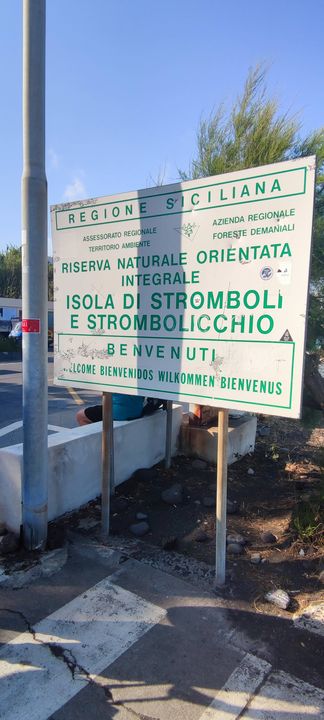 REGIONE SICILIANA
ASSESSORATO REGIONALE
TERRITORIO AMBIENTE
AZIENDA REGIONALE
FORESTE DEMANIALI
RISERVA NATURALE ORIENTATA
INTEGRALE
ISOLA DI STROMBOLI
E STROMBOLICCHIO
BENVENUTI
WELCOME BIENVENIDOS WILKOMMEN BIENVENUS